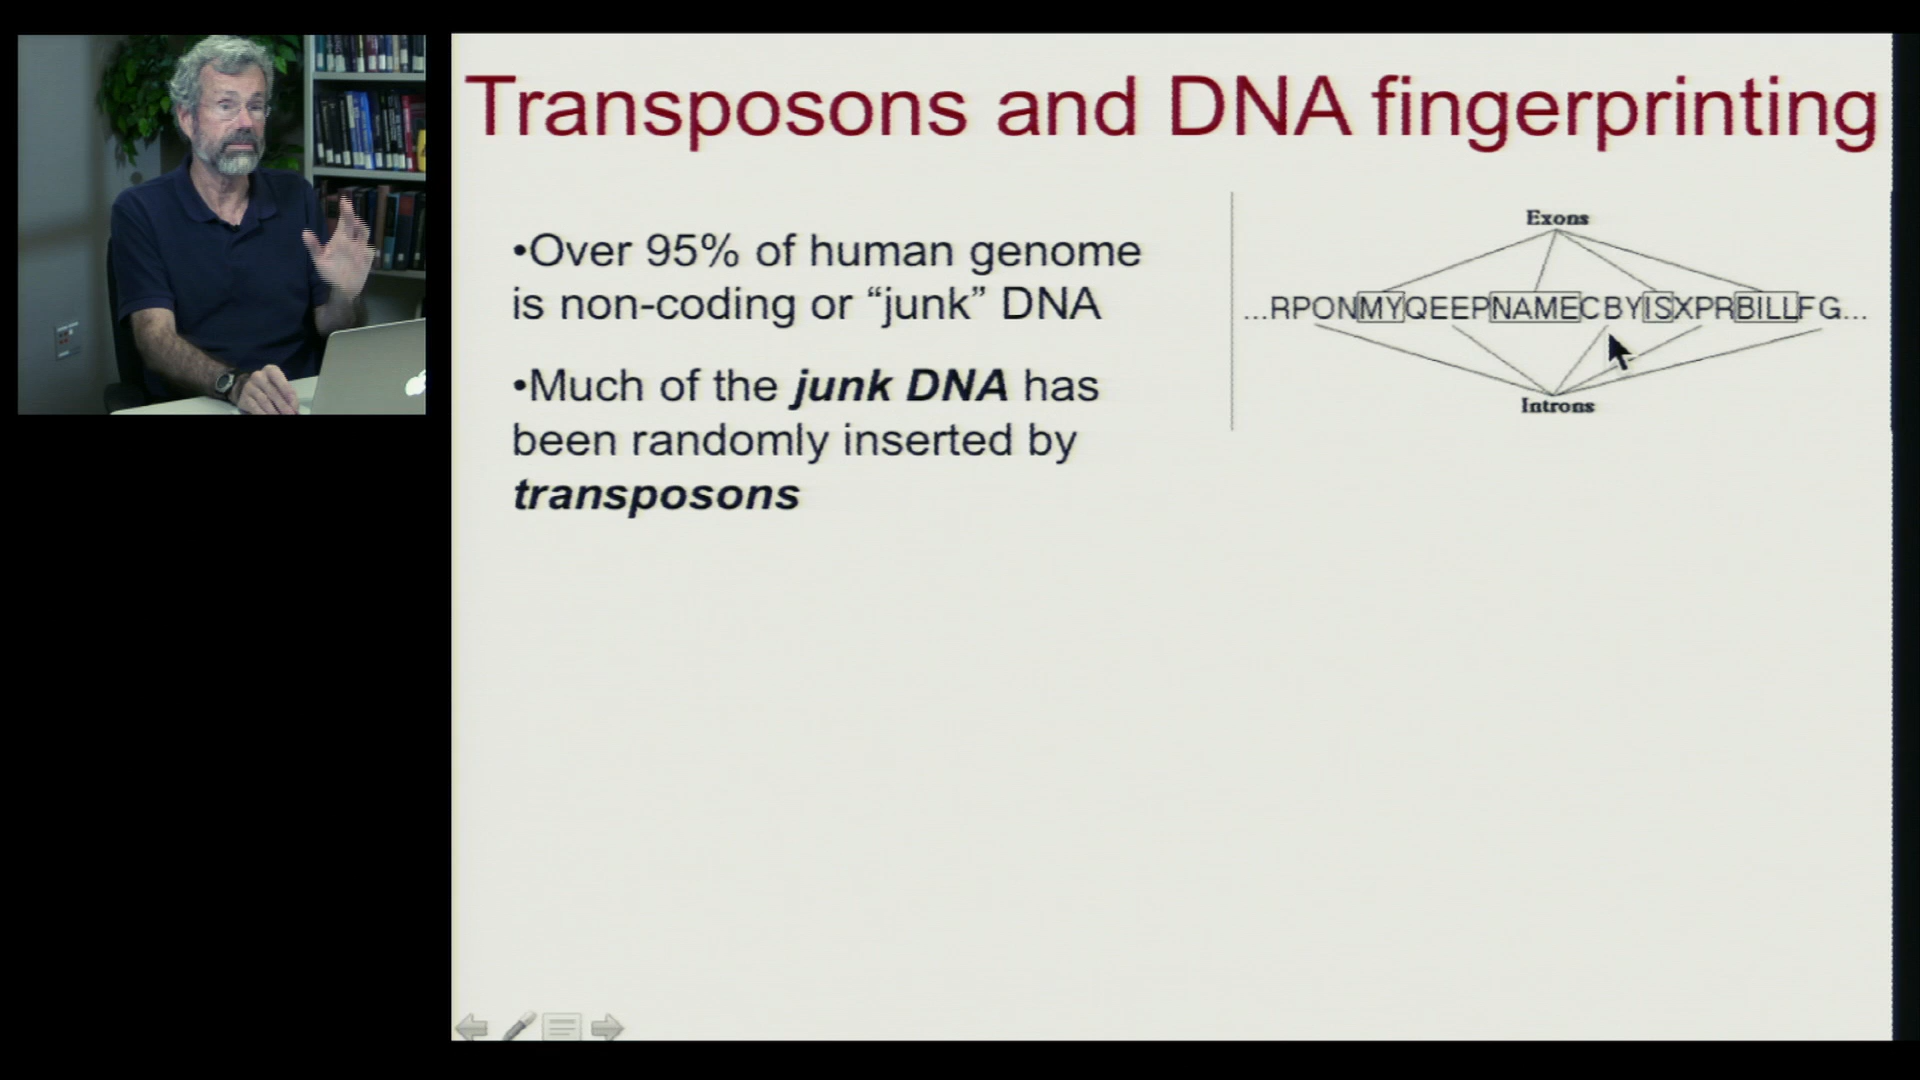 Transposons and DNA fingerprinting
•Over 95% of human genome
is non-coding or “junk” DNA
•Much of the junk DNA has
been randomly inserted by
transposons
Exons
...RPONMYQEEPNAMECBYISXPRBILLFG...
Introns